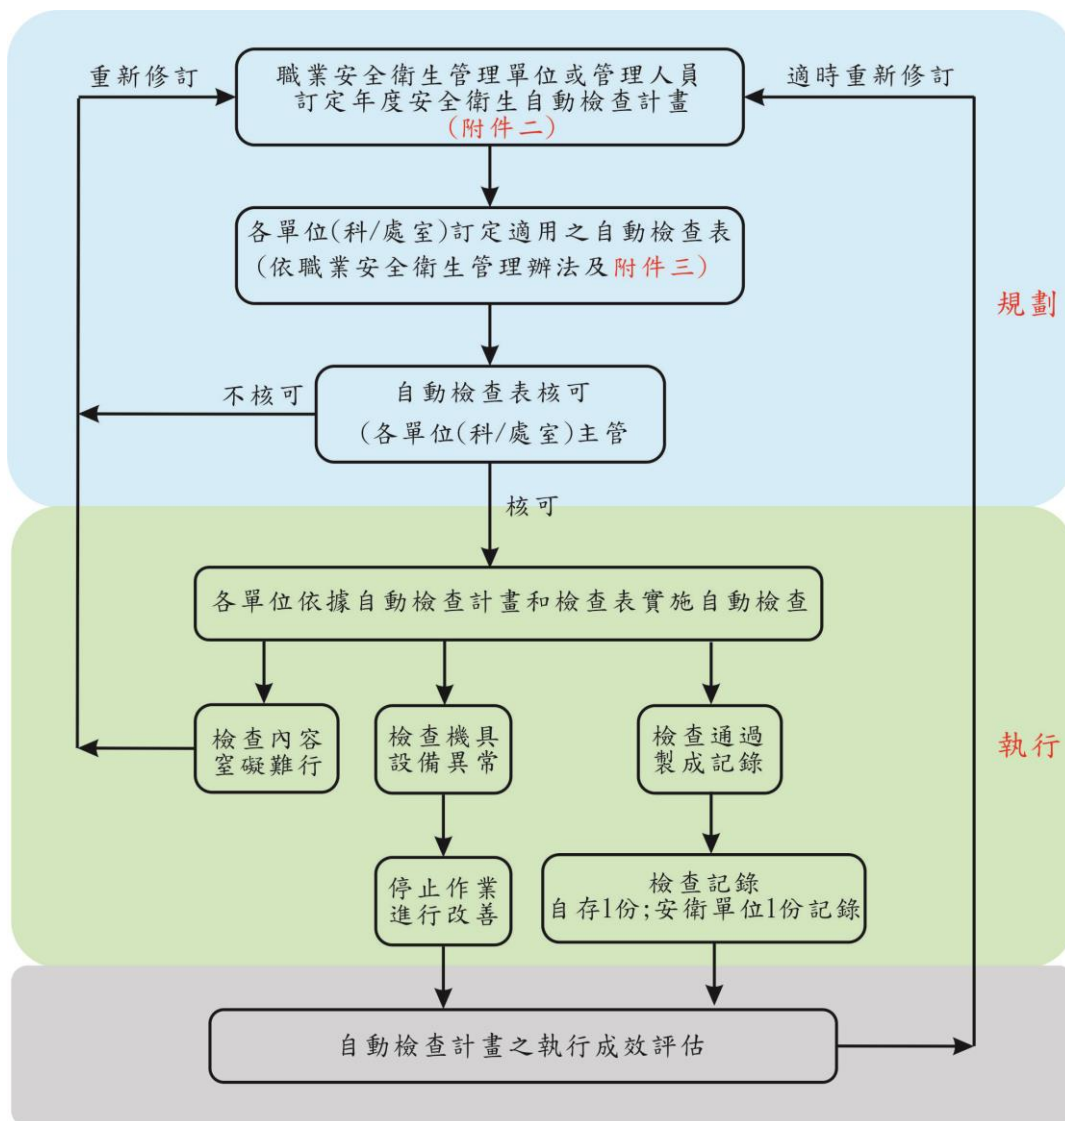 重新修訂
職業安全衛生管理單位或管理人員
訂定年度安全衛生自動檢查計畫
(附件二)
適時重新修訂
各單位(科/處室)訂定適用之自動檢查表
(依職業安全衛生管理辦法及附件三)
規劃
不核可
自動檢查表核可
(各單位(科/處室)主管
核可
各單位依據自動檢查計畫和檢查表實施自動檢查
檢查內容
窒礙難行
檢查機具
設備異常
檢查通過
製成記錄
執行
停止作業
進行改善
檢查記錄
自存1份;安衛單位1份記錄
自動檢查計畫之執行成效評估